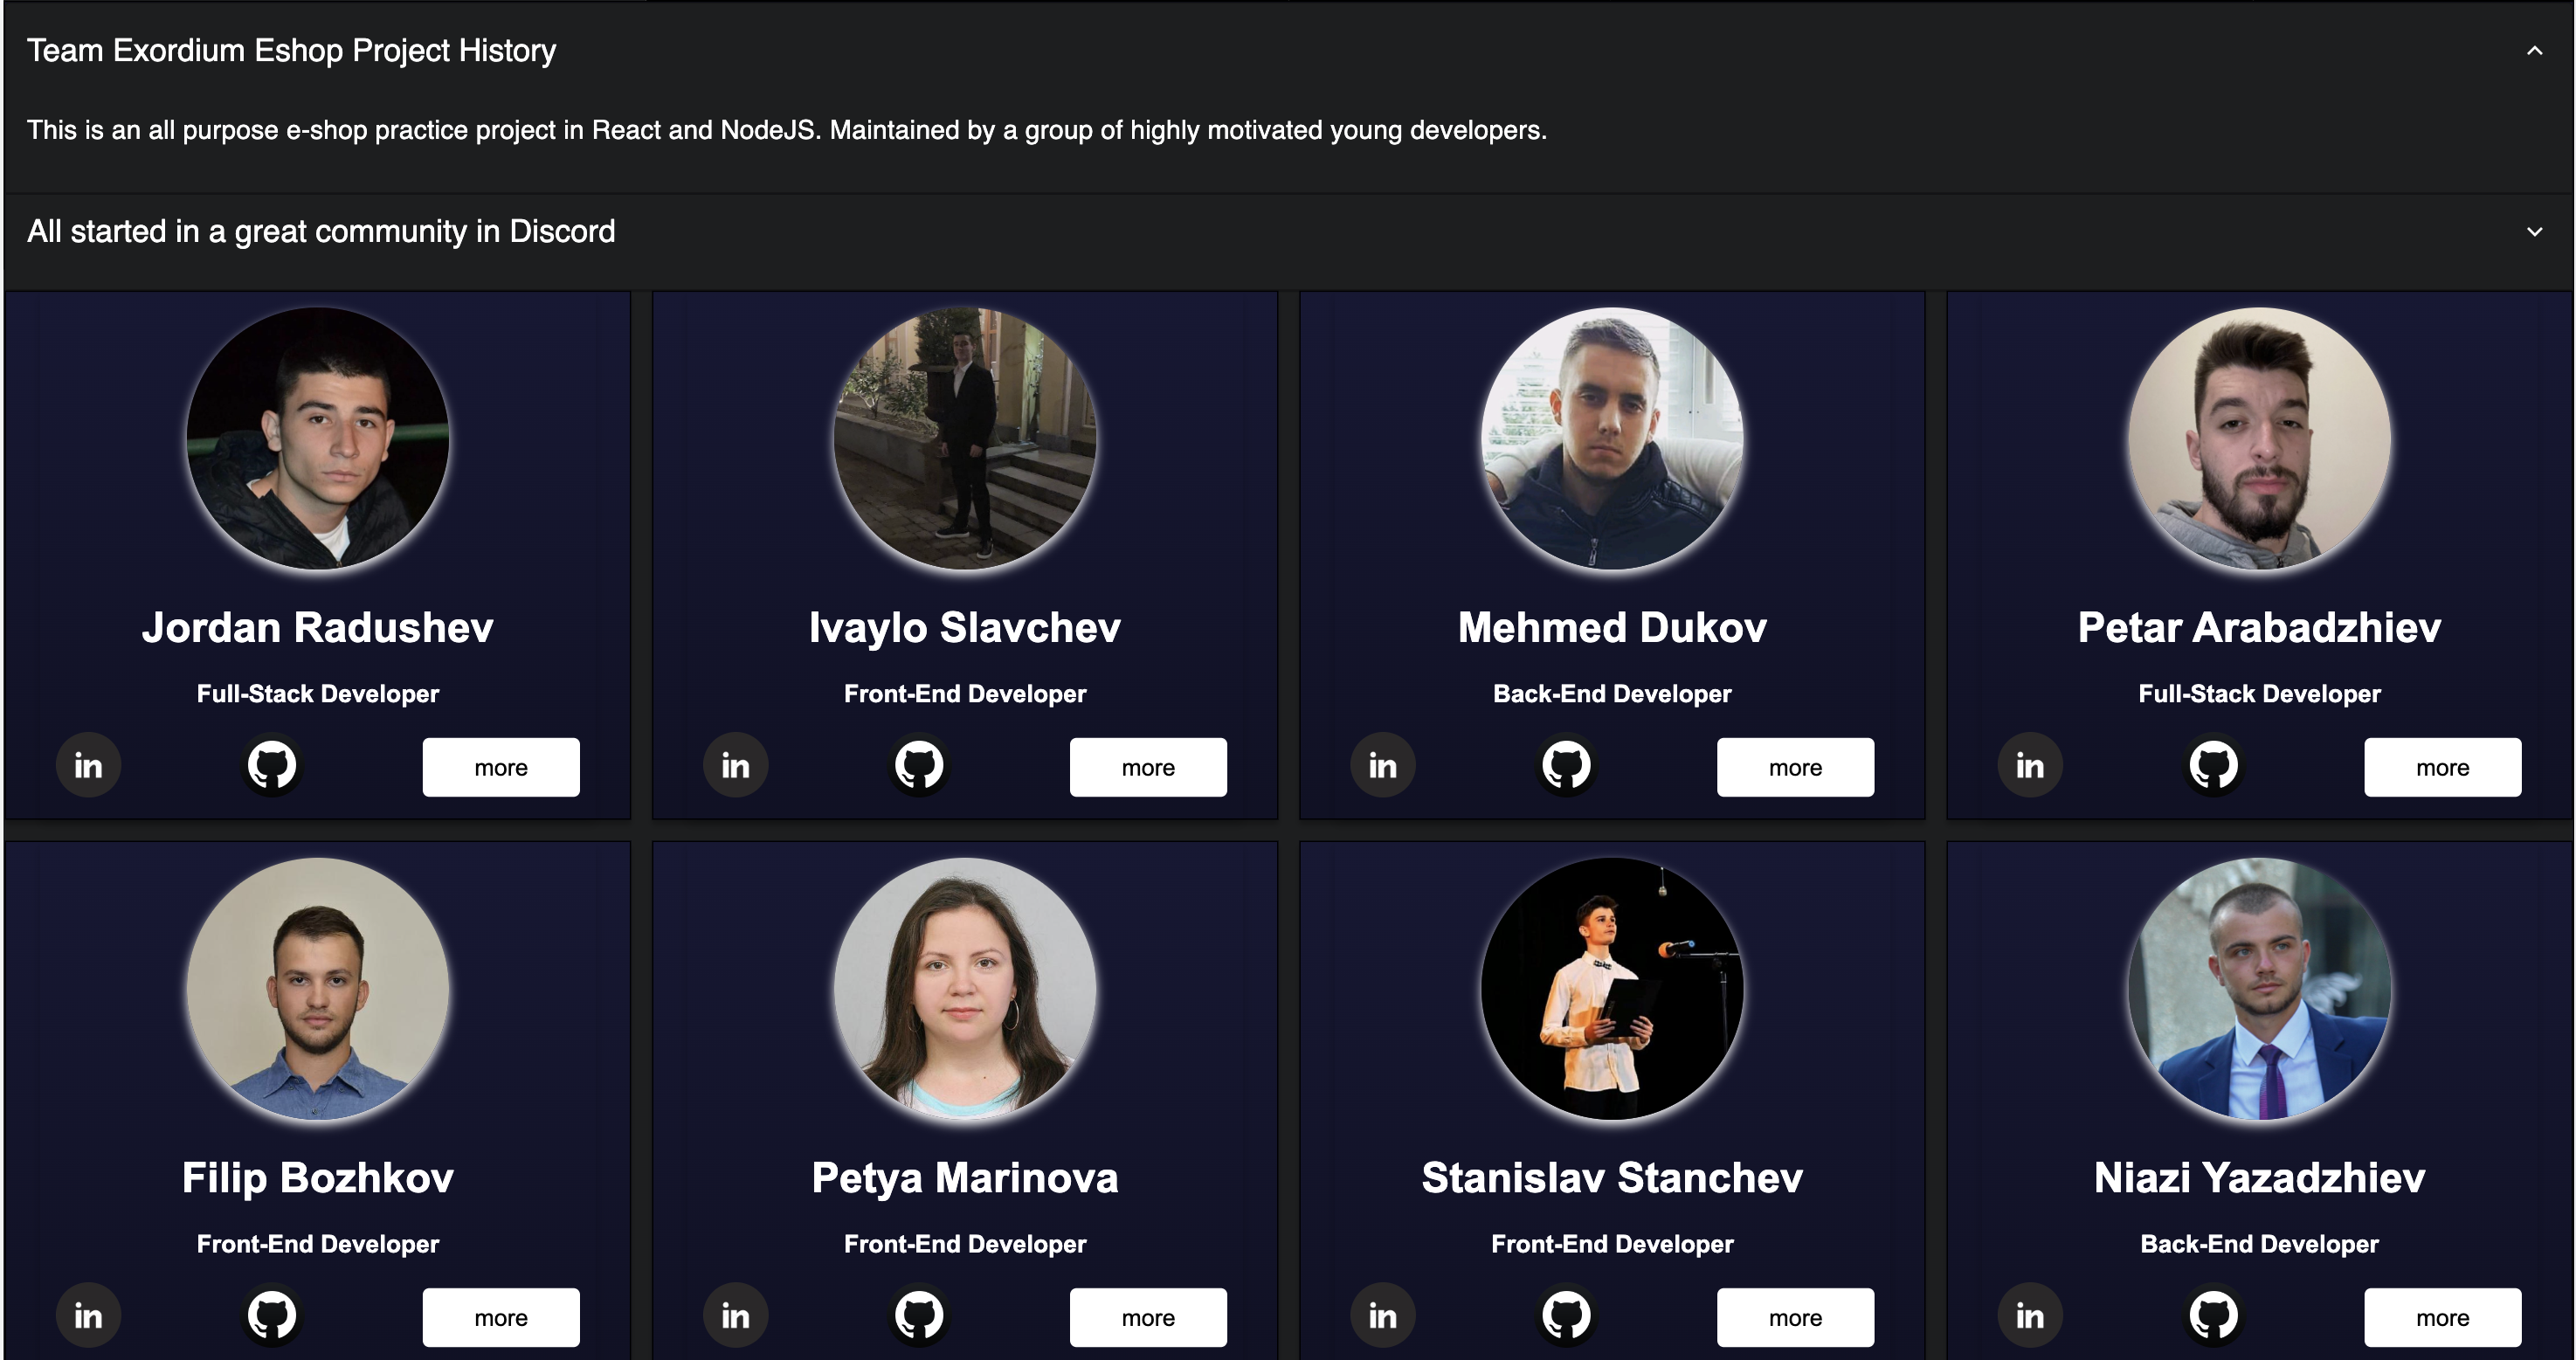 Team Exordium Eshop Project History
This is an all purpose e-shop practice project in React and NodeJS. Maintained by a group of highly motivated young developers.
All started in a great community in Discord
Jordan Radushev
Full-Stack Developer
in
more
Ivaylo Slavchev
Front-End Developer
in
more
Mehmed Dukov
Back-End Developer
in
more
Petar Arabadzhiev
Full-Stack Developer
in
more
Filip Bozhkov
Front-End Developer
in
more
Petya Marinova
Front-End Developer
in
more
Stanislav Stanchev
Front-End Developer
in
more
Niazi Yazadzhiev
Back-End Developer
in
more